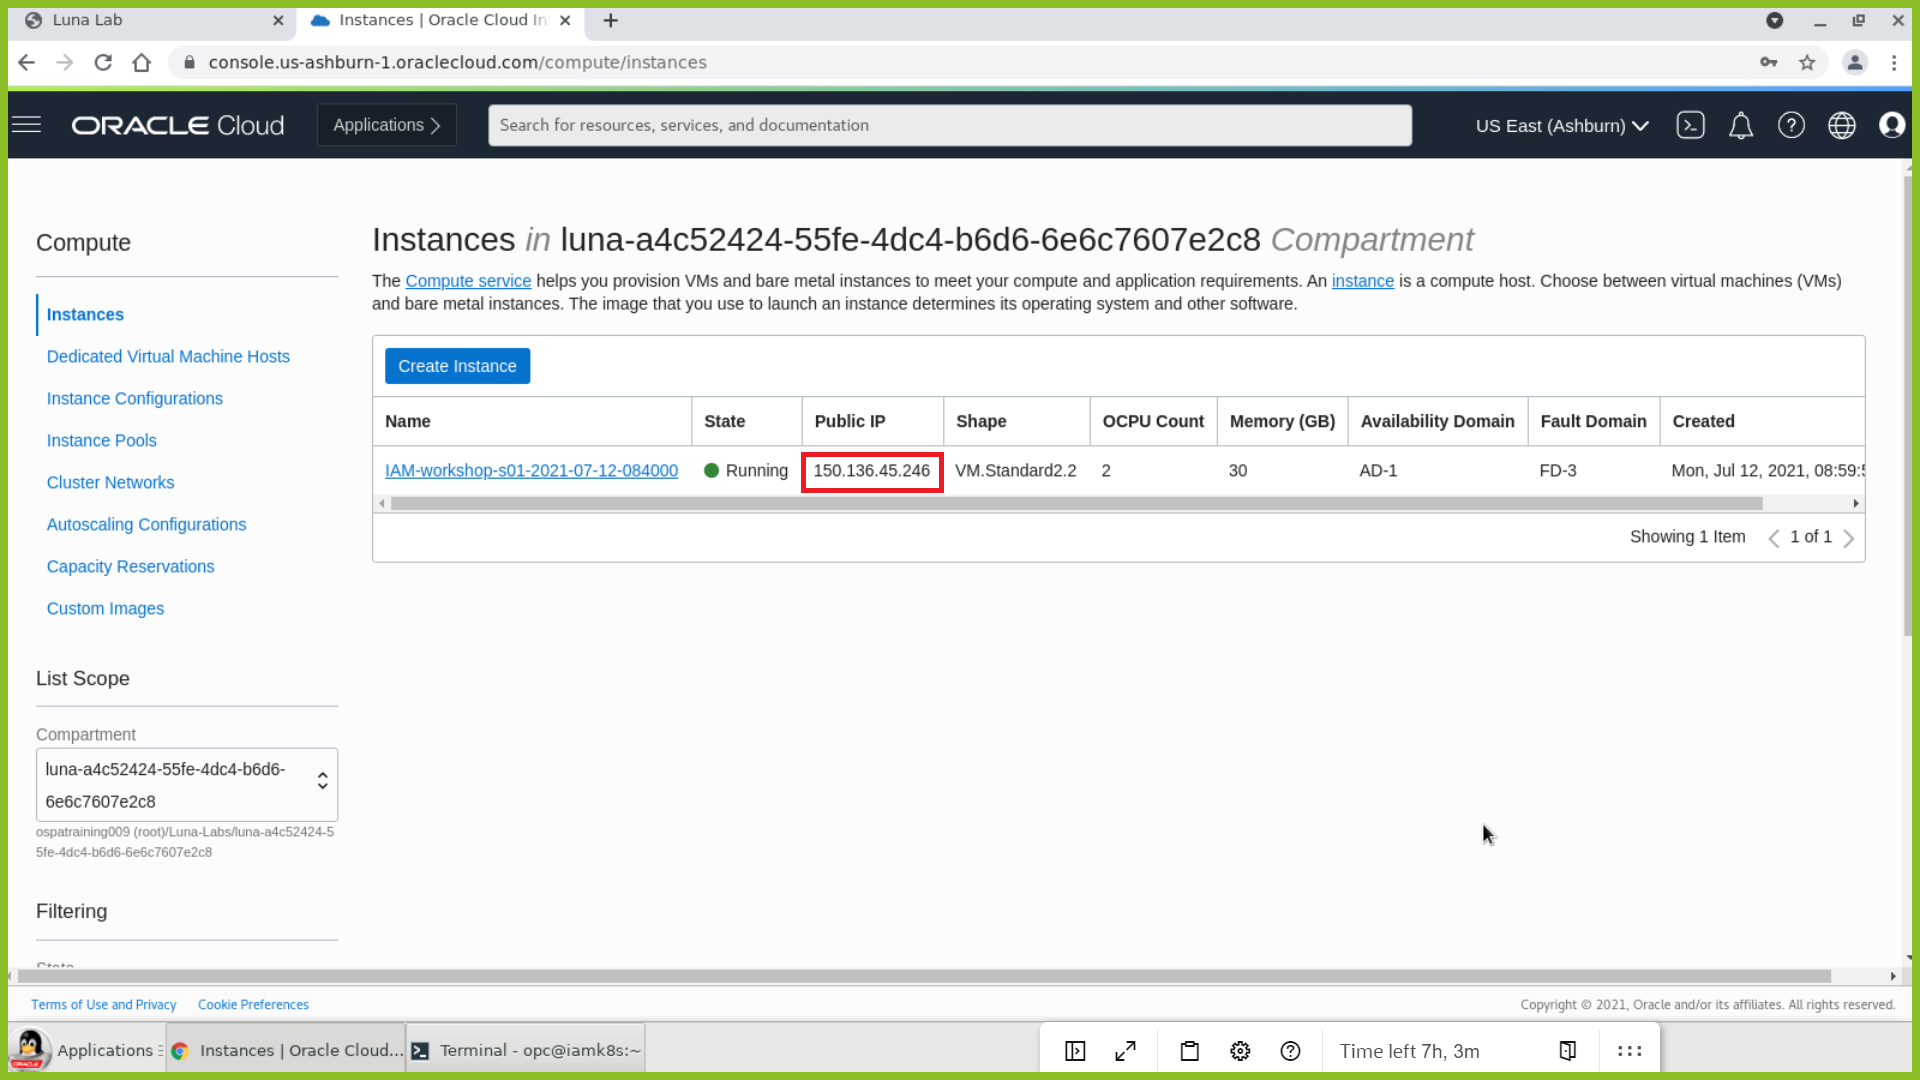 Luna Lab
Instances | Oracle Cloud In
console.us-ashburn-1.oraclecloud.com/compute/instances
ORACLE Cloud
Applications
Search for resources, services, and documentation
US East (Ashburn)
Compute
Instances
Dedicated Virtual Machine Hosts
Instance Configurations
Instance Pools
Cluster Networks
Autoscaling Configurations
Capacity Reservations
Custom Images
List Scope
Compartment
luna-a4c52424-55fe-4dc4-b6d6-
6e6c7607e2c8
ospatraining009 (root)/Luna-Labs/luna-a4c52424-5
5fe-4dc4-b6d6-6e6c7607e2c8
Filtering
State
Instances in luna-a4c52424-55fe-4dc4-b6d6-6e6c7607e2c8 Compartment
The Compute service helps you provision VMs and bare metal instances to meet your compute and application requirements. An instance is a compute host. Choose between virtual machines (VMs)
and bare metal instances. The image that you use to launch an instance determines its operating system and other software.
Create Instance
Name State Public IP Shape OCPU Count Memory (GB) Availability Domain Fault Domain Created
IAM-workshop-s01-2021-07-12-084000 Running 150.136.45.246 VM.Standard2.2 2 30 AD-1 FD-3 Mon, Jul 12, 2021, 08:59:5
Showing 1 Item 1 of 1
Terms of Use and Privacy Cookie Preferences
Copyright © 2021, Oracle and/or its affiliates. All rights reserved.
ORACLE
Applications
Instances | Oracle Cloud...
Terminal - opc@iamk8s:~
Time left 7h, 3m